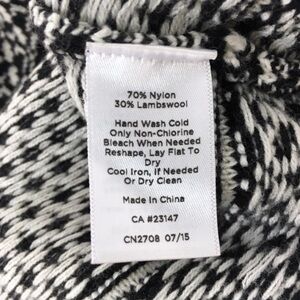 70% Nylon
30% Lambswool
Hand Wash Cold
Only Non-Chlorine
Bleach When Needed
Reshape, Lay Flat To
Dry
Cool Iron, If Needed
Or Dry Clean
Made In China
CA #23147
CN2708 07/15